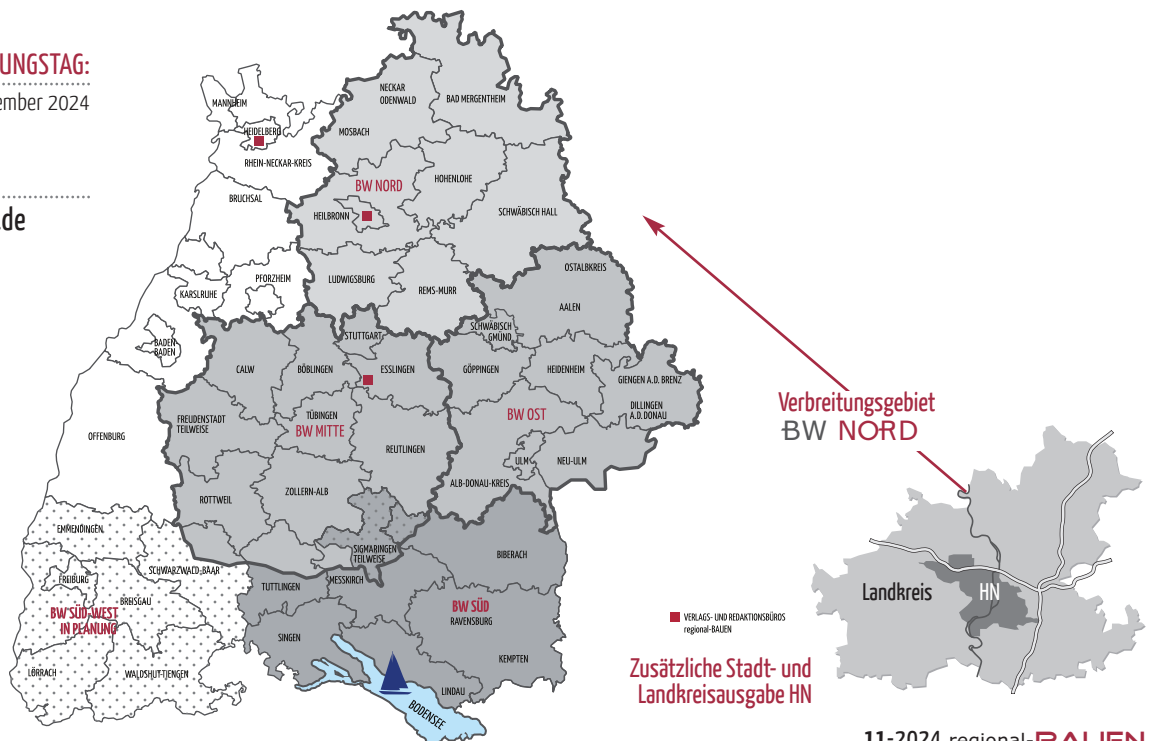 UNGSTAG:
ember 2024
.de
MANNHEIM
HEIDELBERG
RHEIN-NECKAR-KREIS
BRUCHSAL
KARLSRUHE
PFORZHEIM
BADEN-
BADEN
OFFENBURG
NECKAR
ODENWALD
BAD MERGENTHEIM
MOSBACH
BW NORD
HOHENLOHE
HEILBRONN
SCHWÄBISCH HALL
LUDWIGSBURG
REMS-MURR
OSTALBKREIS
AALEN
SCHWÄBISCH
GMÜND
STUTTGART
CALW
BÖBLINGEN
ESSLINGEN
GÖPPINGEN
HEIDENHEIM
GIENGEN A.D. BRENZ
DILLINGEN
A.D. DONAU
FREUDENSTADT
TEILWEISE
TÜBINGEN
BW MITTE
BW OST
REUTLINGEN
ULM
NEU-ULM
ALB-DONAU-KREIS
ROTTWEIL
ZOLLERN-ALB
SIGMARINGEN
TEILWEISE
BIBERACH
EMMENDINGEN
SCHWARZWALD-BAAR
FREIBURG
BREISGAU
BW SÜD-WEST
IN PLANUNG
LÖRRACH
WALDSHUT-TIENGEN
TUTTLINGEN
MESSKIRCH
BW SÜD
RAVENSBURG
SINGEN
KEMPTEN
LINDAU
BODENSEE
Verbreitungsgebiet
BW NORD
Landkreis
HN
VERLAGS- UND REDAKTIONSBÜROS
regional-BAUEN
Zusätzliche Stadt- und
Landkreisausgabe HN
11-2024 regional-BAUEN